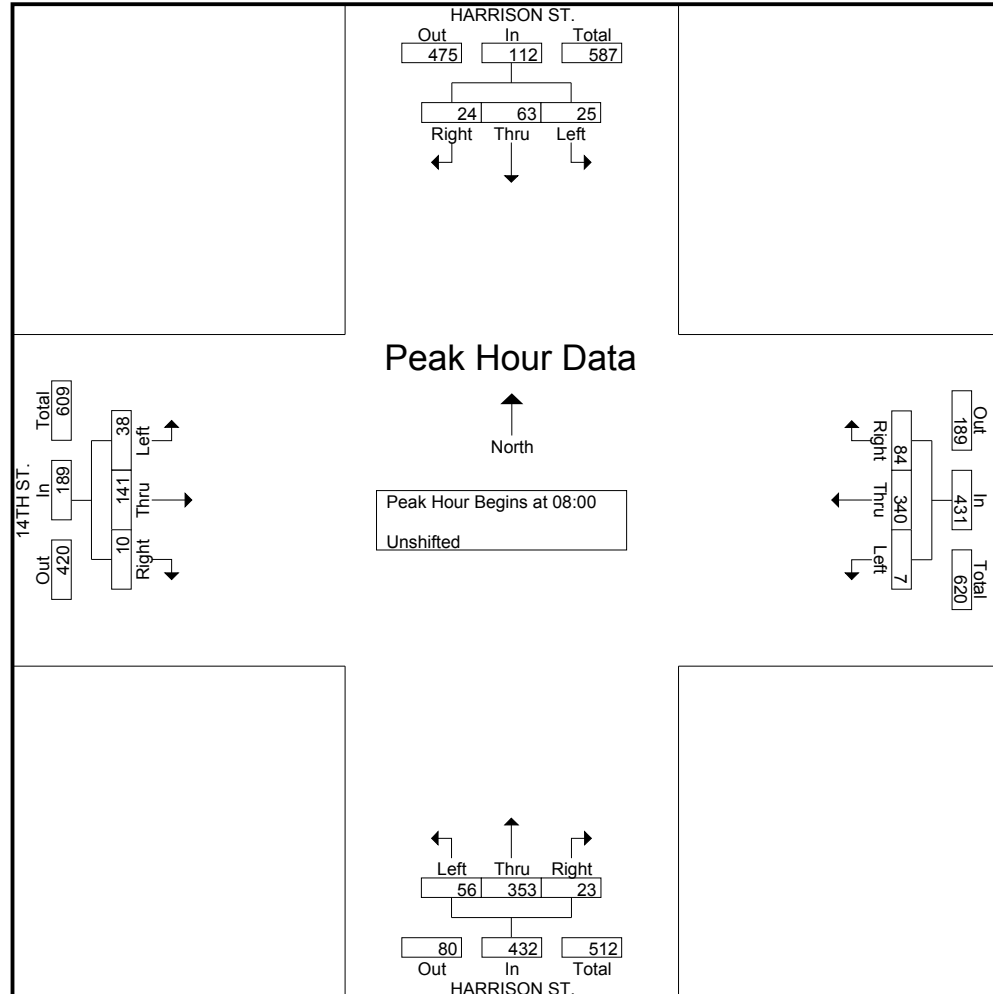 HARRISON ST.
Out In Total
475 112 587
24 63 25
Right Thru Left
Peak Hour Data
North
Peak Hour Begins at 08:00
Unshifted
14TH ST.
Total In Out
609 189 420
38 141 10
Left Thru Right
Right Thru Left
84 340 7
189 431 620
Out In Total
Left Thru Right
56 353 23
80 432 512
Out In Total
HARRISON ST.